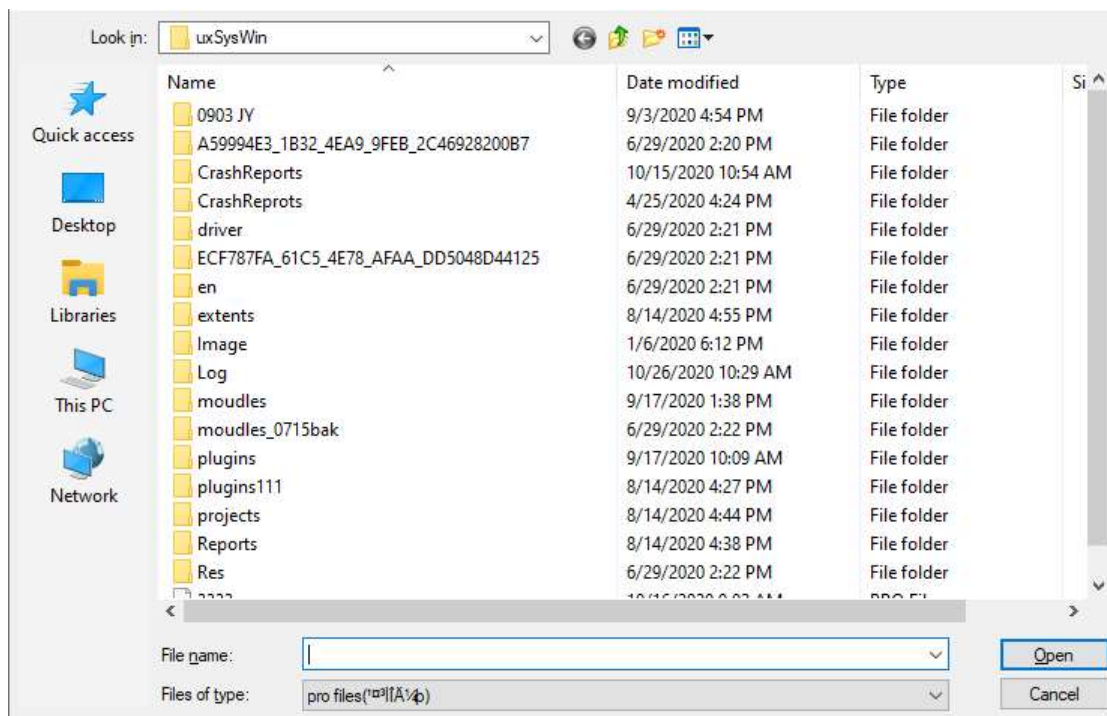 Look in: uxSysWin
Name Date modified Type Si
Quick access
Desktop
Libraries
This PC
Network
0903 JY 9/3/2020 4:54 PM File folder
A59994E3_1B32_4EA9_9FEB_2C46928200B7 6/29/2020 2:20 PM File folder
CrashReports 10/15/2020 10:54 AM File folder
CrashReprots 4/25/2020 4:24 PM File folder
driver 6/29/2020 2:21 PM File folder
ECF787FA_61C5_4E78_AFAA_DD5048D44125 6/29/2020 2:21 PM File folder
en 6/29/2020 2:21 PM File folder
extents 8/14/2020 4:55 PM File folder
Image 1/6/2020 6:12 PM File folder
Log 10/26/2020 10:29 AM File folder
moudles 9/17/2020 1:38 PM File folder
moudles_0715bak 6/29/2020 2:22 PM File folder
plugins 9/17/2020 10:09 AM File folder
plugins111 8/14/2020 4:27 PM File folder
projects 8/14/2020 4:44 PM File folder
Reports 8/14/2020 4:38 PM File folder
Res 6/29/2020 2:22 PM File folder
File name:
Open
Files of type: pro files
Cancel